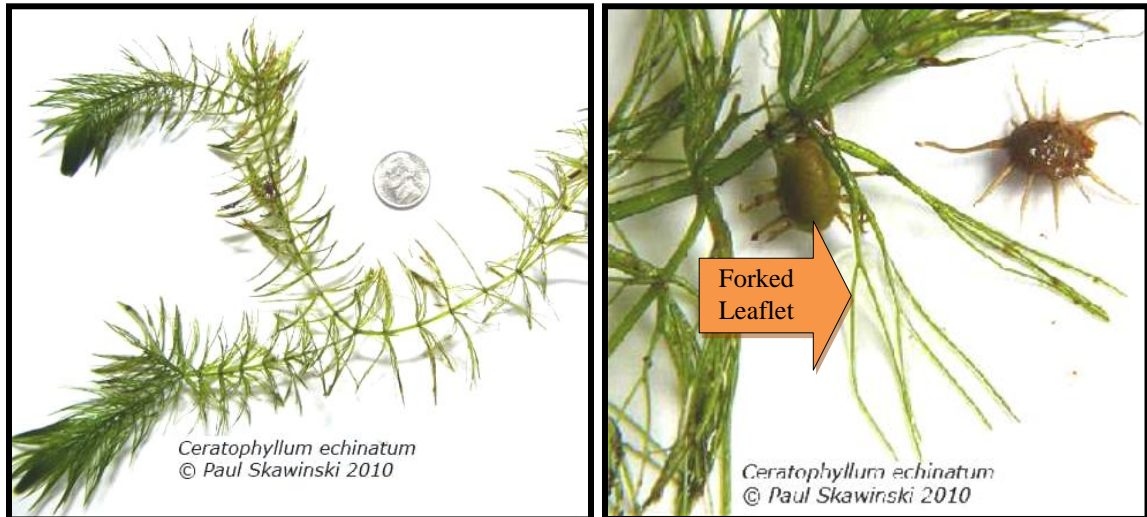 Ceratophyllum echinatum
© Paul Skawinski 2010
Forked
Leaflet
Ceratophyllum echinatum
© Paul Skawinski 2010